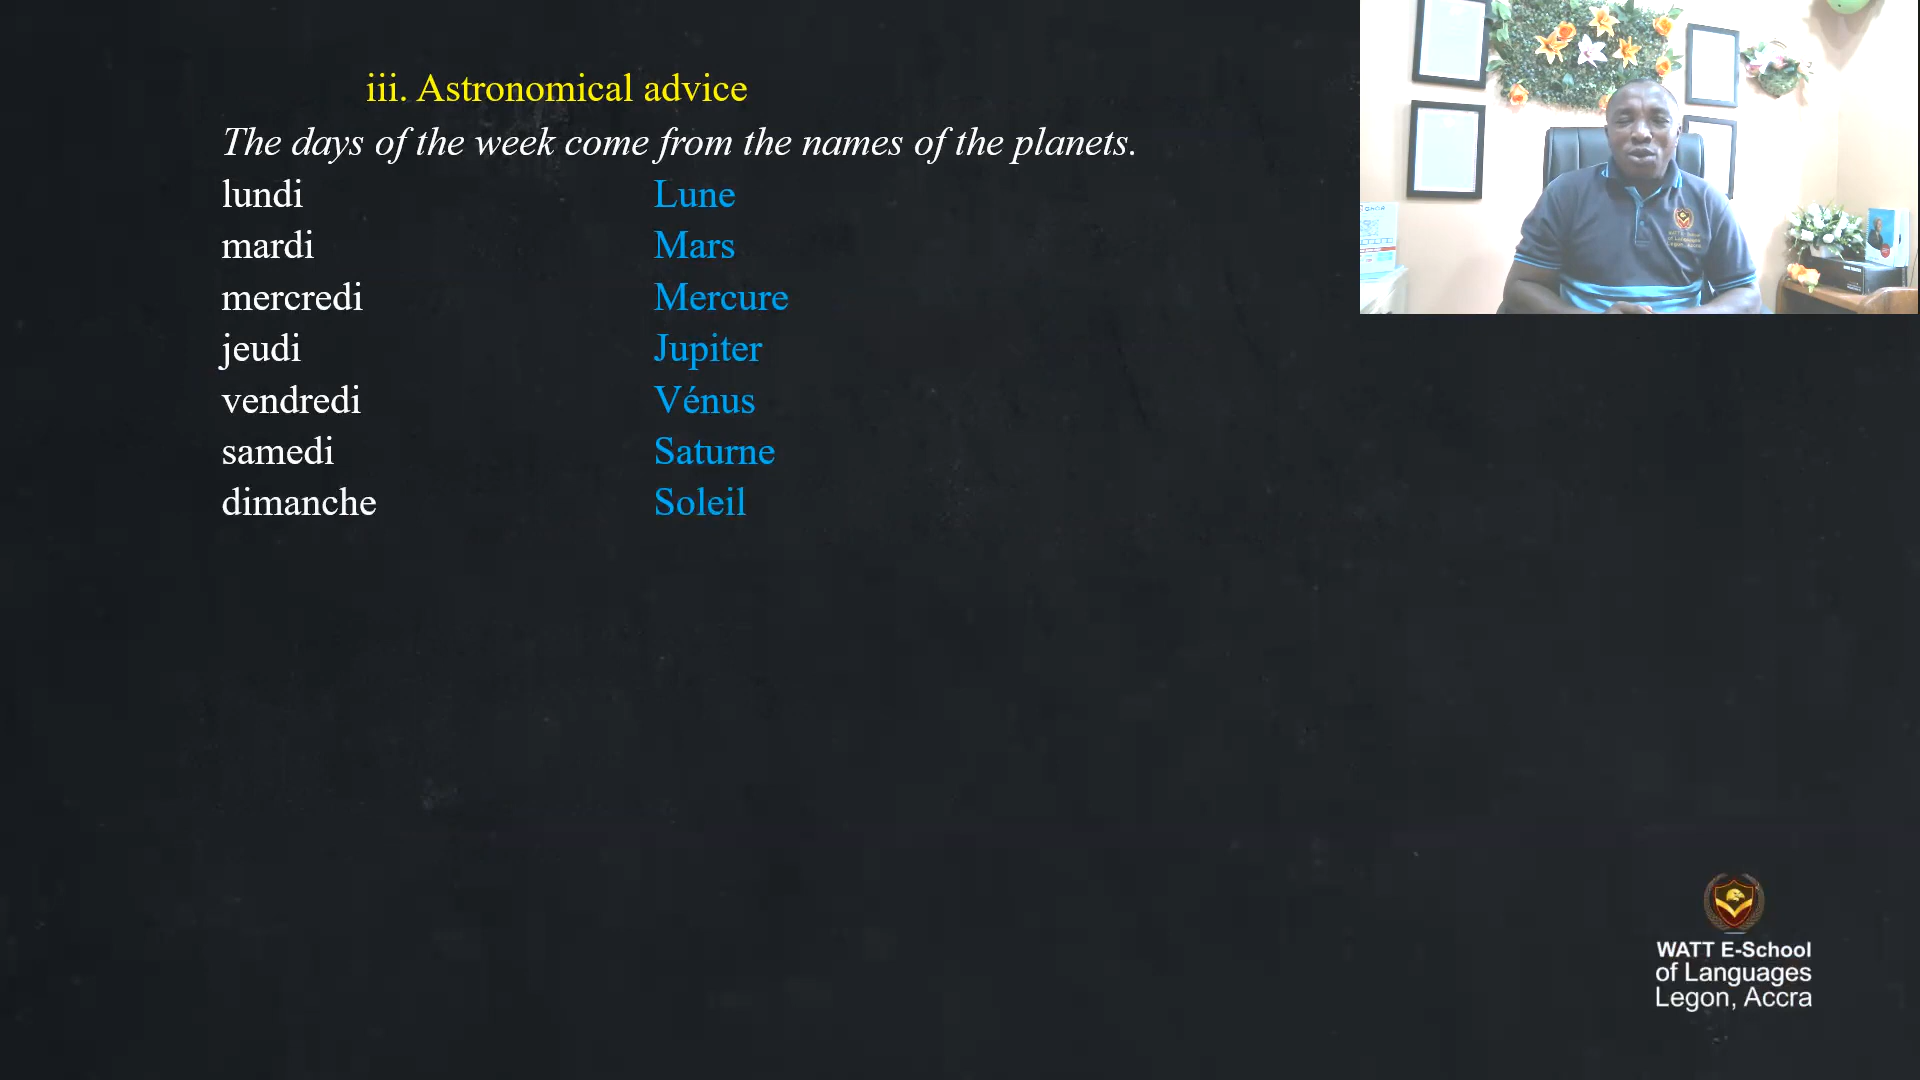 iii. Astronomical advice
The days of the week come from the names of the planets.
lundi Lune
mardi Mars
mercredi Mercure
jeudi Jupiter
vendredi Vénus
samedi Saturne
dimanche Soleil
WATT E-School
of Languages
Legon, Accra